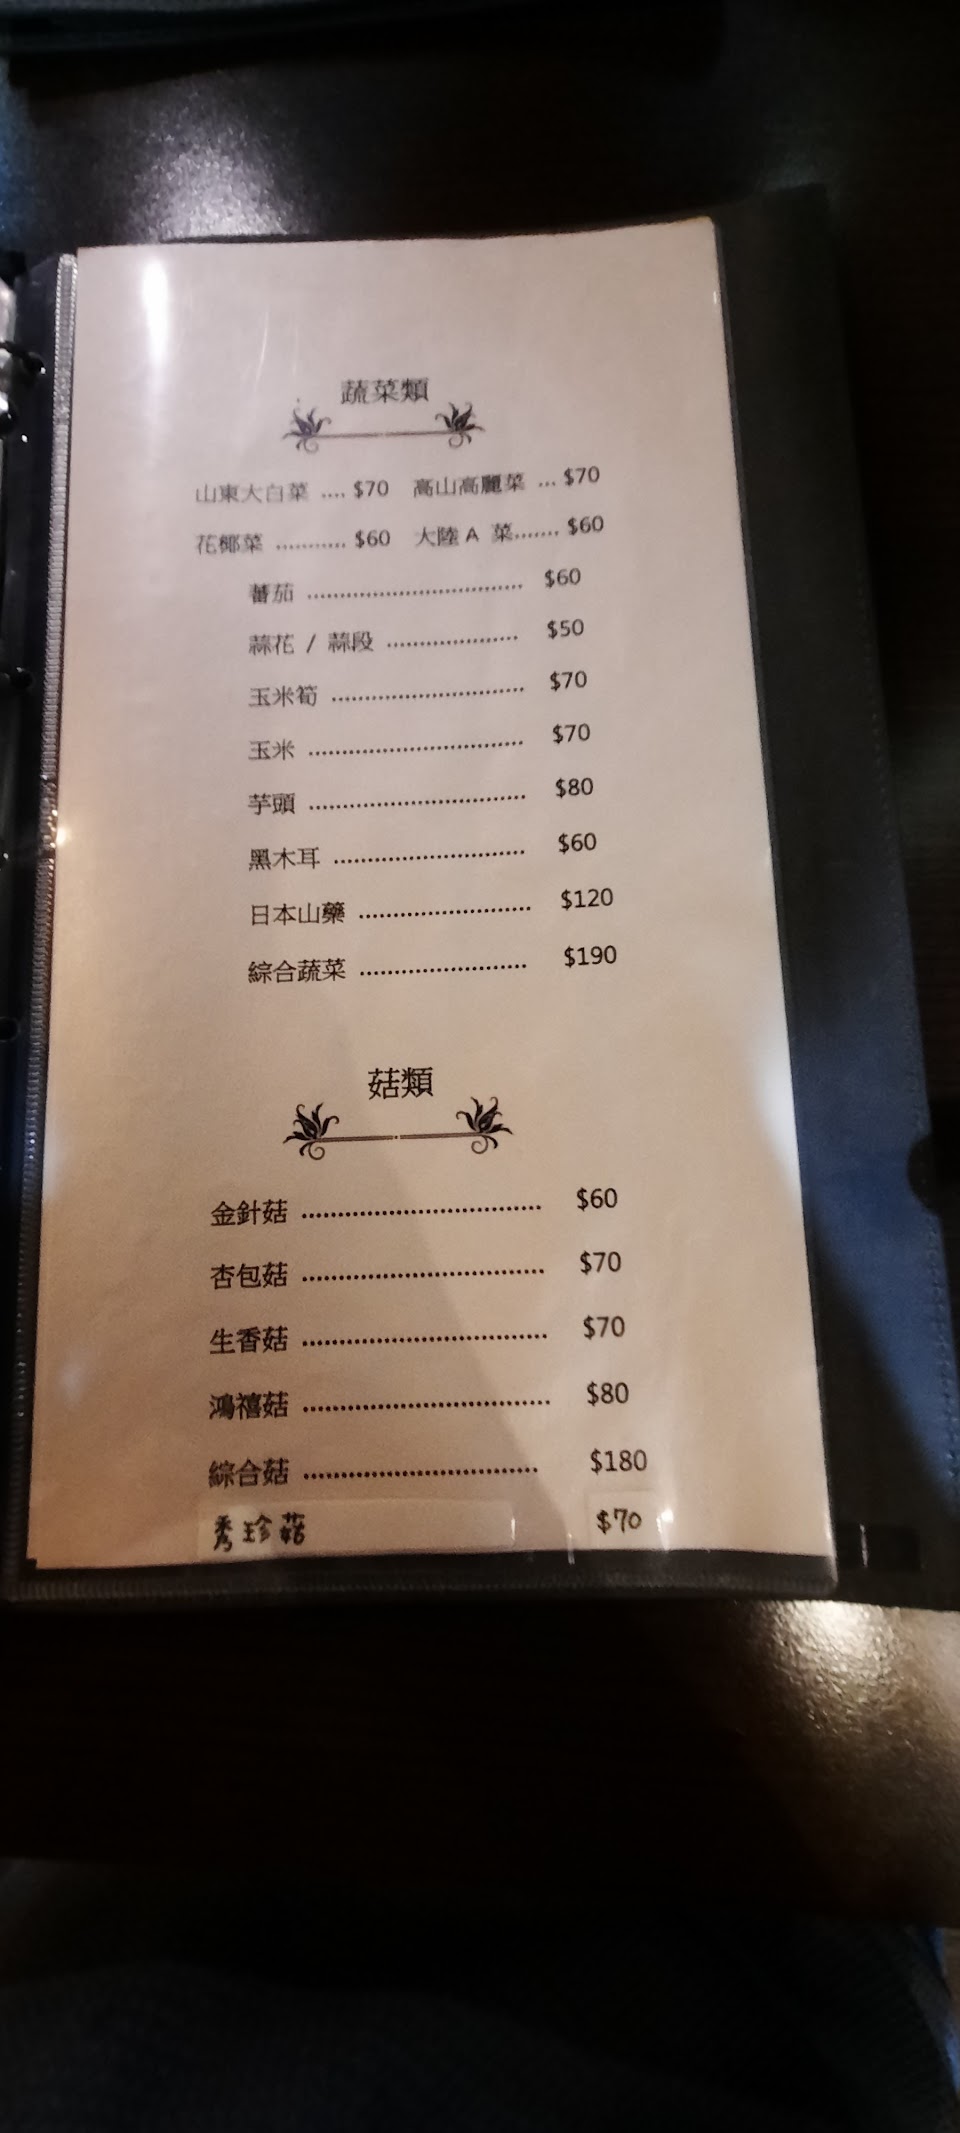 蔬菜類
山東大白菜 .... $70 高山高麗菜 ... $70
花椰菜 ........... $60 大陸 A 菜....... $60
蕃茄 ................................. $60
蒜花 / 蒜段 .................... $50
玉米筍 ............................. $70
玉米 ................................. $70
芋頭 ................................. $80
黑木耳 ............................. $60
日本山藥 .......................... $120
綜合蔬菜 ......................... $190
菇類
金針菇 ................................. $60
杏包菇 ................................. $70
生香菇 ................................. $70
鴻禧菇 ................................. $80
綜合菇 ............................... $180
秀珍菇 $70